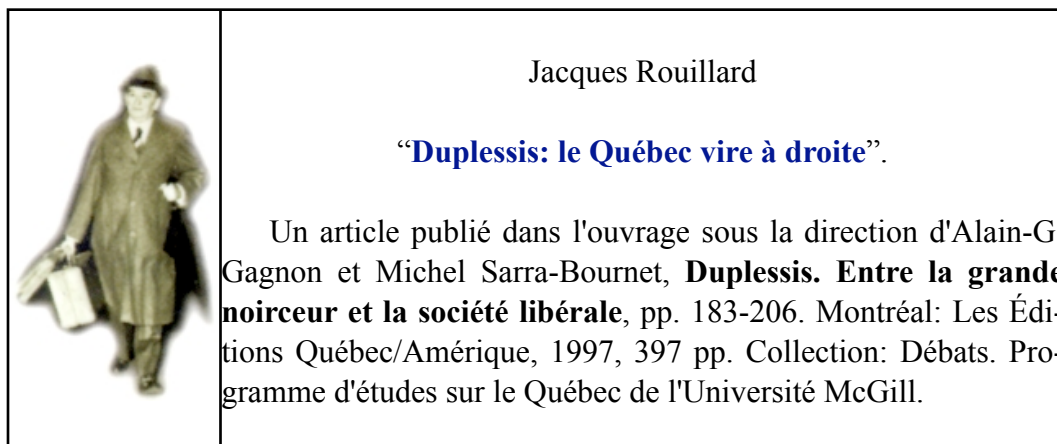 Jacques Rouillard
“Duplessis: le Québec vire à droite”.
Un article publié dans l'ouvrage sous la direction d'Alain-G
Gagnon et Michel Sarra-Bournet, Duplessis. Entre la grande
noirceur et la société libérale, pp. 183-206. Montréal: Les Édi-
tions Québec/Amérique, 1997, 397 pp. Collection: Débats. Pro-
gramme d'études sur le Québec de l'Université McGill.